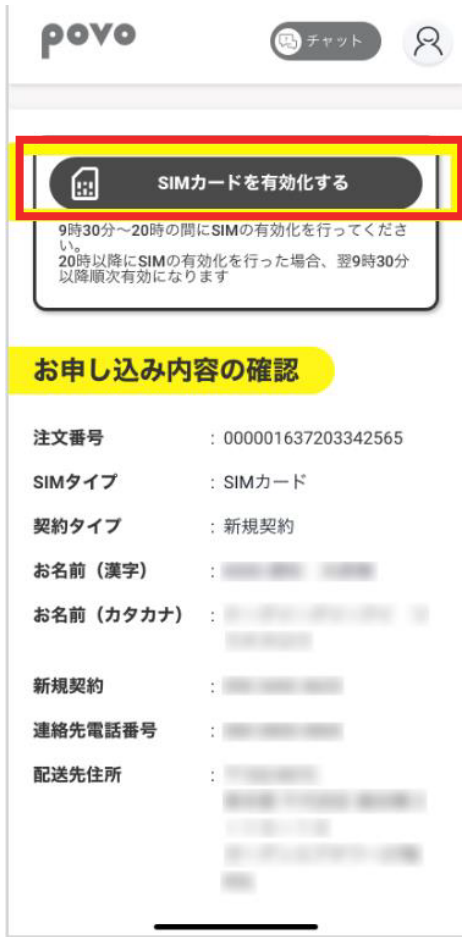 povo
チャット
SIMカードを有効化する
9時30分～20時の間にSIMの有効化を行ってくださ
い。
20時以降にSIMの有効化を行った場合、翌9時30分
以降順次有効になります
お申し込み内容の確認
注文番号 : 000001637203342565
SIMタイプ : SIMカード
契約タイプ : 新規契約
お名前（漢字） :
お名前（カタカナ） :
新規契約 :
連絡先電話番号 :
配送先住所 :